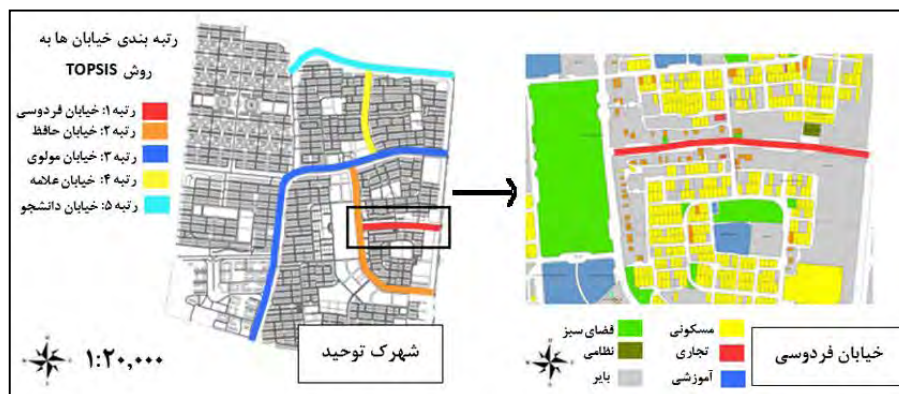 رتبه بندی خیابان ها به
روش TOPSIS
رتبه ۱: خیابان فردوسی
رتبه ۲: خیابان حافظ
رتبه ۳: خیابان مولوی
رتبه ۴: خیابان علامه
رتبه ۵: خیابان دانشجو
۱:۲۰,۰۰۰
شهرک توحید
مسکونی
فضای سبز
تجاری
نظامی
آموزشی
بایر
خیابان فردوسی